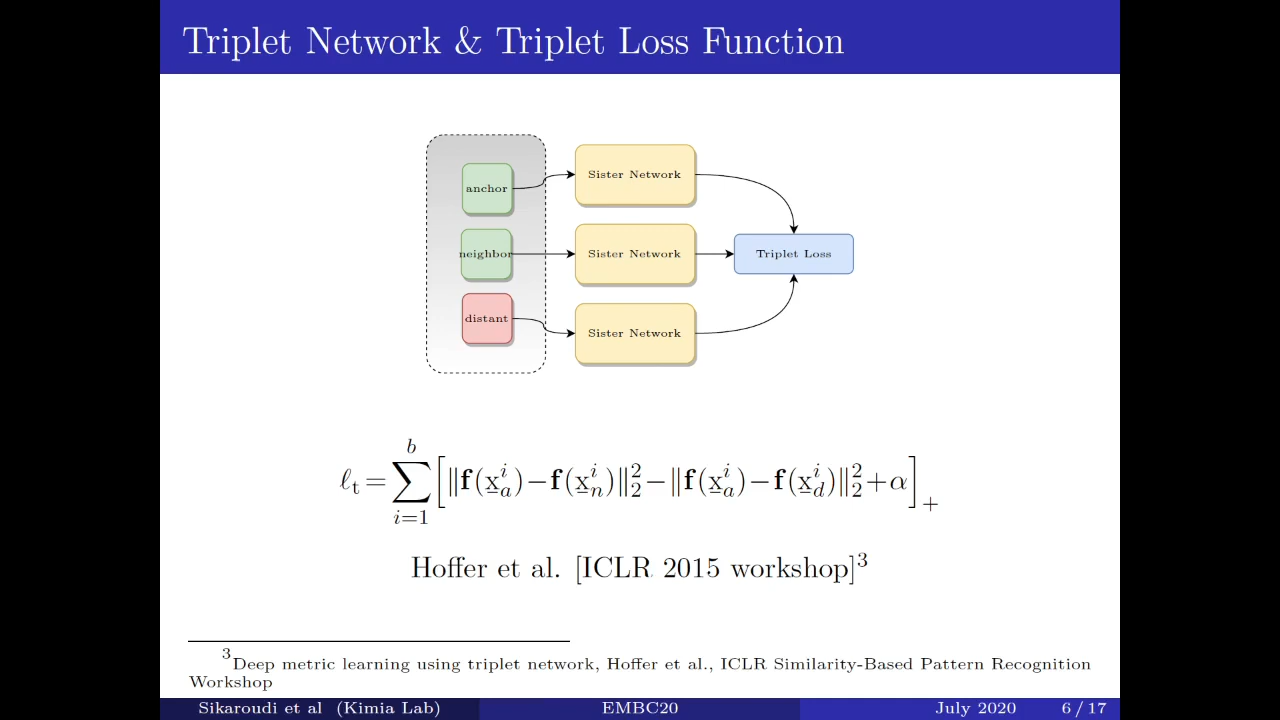 Triplet Network & Triplet Loss Function
anchor
Sister Network
neighbor
Sister Network
Triplet Loss
distant
Sister Network
ℓ_t = ∑_{i=1}^{b} [ ‖f(x_a^i) − f(x_n^i)‖_2^2 − ‖f(x_a^i) − f(x_d^i)‖_2^2 + α ]_+
Hoffer et al. [ICLR 2015 workshop]³
³Deep metric learning using triplet network, Hoffer et al., ICLR Similarity-Based Pattern Recognition
Workshop
Sikaroudi et al (Kimia Lab) EMBC20 July 2020 6 / 17